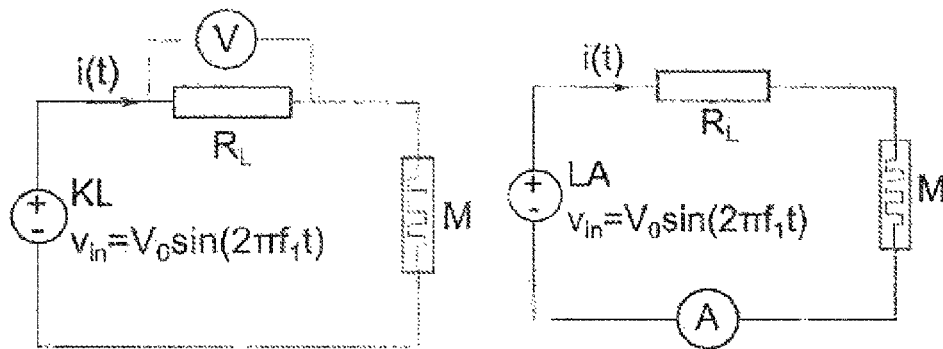 V
i(t)
R_L
KL
v_in=V_0sin(2πf_1t)
M
i(t)
R_L
LA
v_in=V_0sin(2πf_1t)
M
A